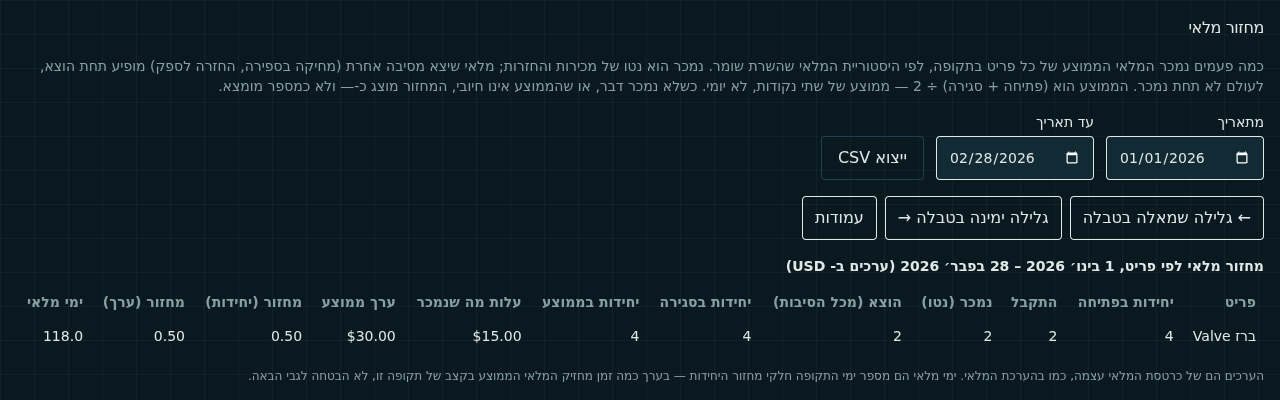 מחזור מלאי
כמה פעמים נמכר המלאי הממוצע של כל פריט בתקופה, לפי היסטוריית המלאי שהשרת שומר. נמכר הוא נטו של מכירות והחזרות; מלאי שיצא מסיבה אחרת (מחיקה בספירה, החזרה לספק) מופיע תחת הוצא,
לעולם לא תחת נמכר. הממוצע הוא (פתיחה + סגירה) ÷ 2 — ממוצע של שתי נקודות, לא יומי. כשלא נמכר דבר, או שהממוצע אינו חיובי, המחזור מוצג כ-— ולא כמספר מומצא.
מתאריך עד תאריך
01/01/2026 02/28/2026 ייצוא CSV
← גלילה שמאלה בטבלה גלילה ימינה בטבלה → עמודות
מחזור מלאי לפי פריט, 1 בינו׳ 2026 – 28 בפבר׳ 2026 (ערכים ב- USD)
פריט יחידות בפתיחה התקבל נמכר (נטו) הוצא (מכל הסיבות) יחידות בסגירה יחידות בממוצע עלות מה שנמכר ערך ממוצע מחזור (יחידות) מחזור (ערך) ימי מלאי
ברז Valve 4 2 2 2 4 4 $15.00 $30.00 0.50 0.50 118.0
הערכים הם של כרטסת המלאי עצמה, כמו בהערכת המלאי. ימי מלאי הם מספר ימי התקופה חלקי מחזור היחידות — בערך כמה זמן מחזיק המלאי הממוצע בקצב של תקופה זו, לא הבטחה לגבי הבאה.